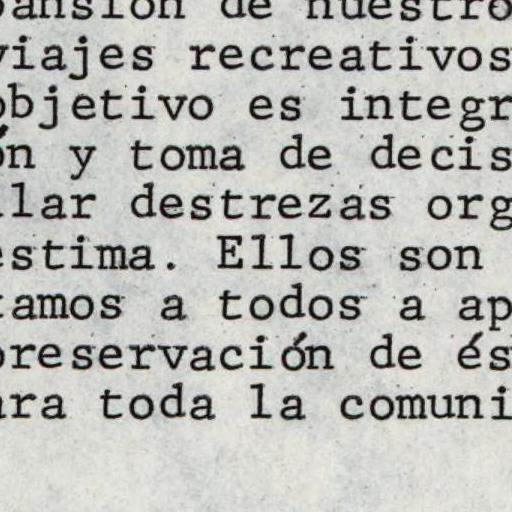 pansión de nuestro
viajes recreativos
objetivo es integr
ón y toma de decis
llar destrezas org
estima. Ellos son
tamos a todos a ap
preservación de és
ara toda la comuni